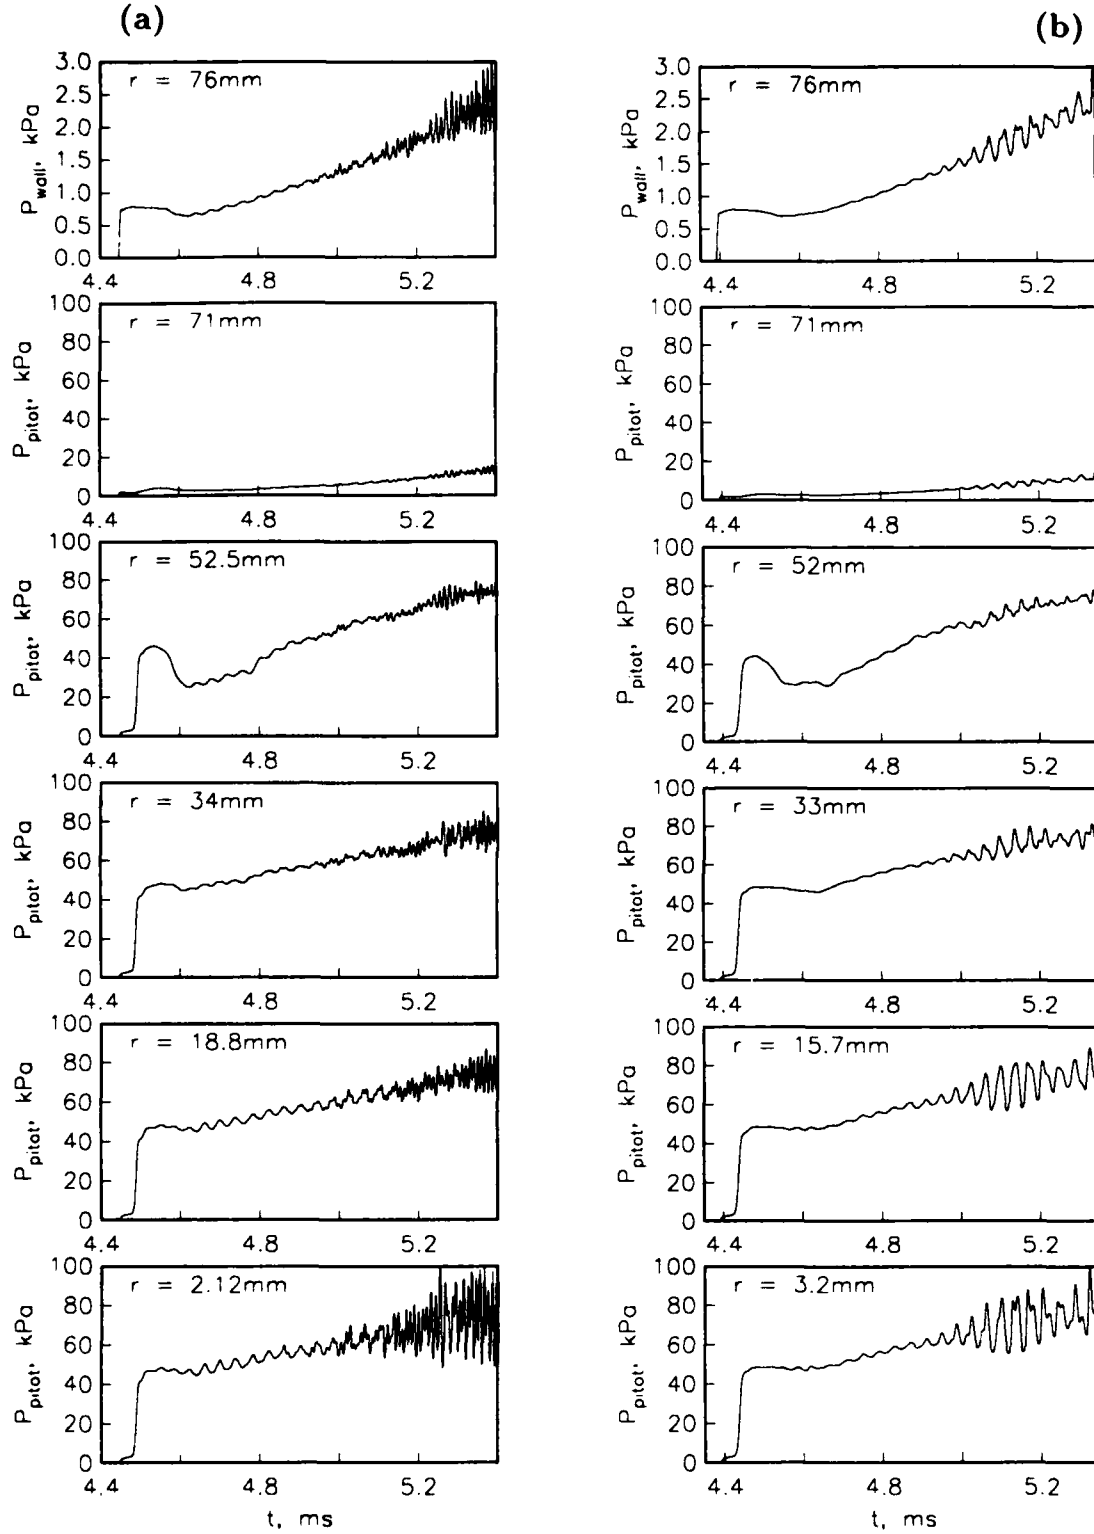 (a)
3.0
2.5
2.0
1.5
1.0
0.5
0.0
P_wall, kPa
r = 76mm
4.4 4.8 5.2
100
80
60
40
20
0
P_pitot, kPa
r = 71mm
4.4 4.8 5.2
100
80
60
40
20
0
P_pitot, kPa
r = 52.5mm
4.4 4.8 5.2
100
80
60
40
20
0
P_pitot, kPa
r = 34mm
4.4 4.8 5.2
100
80
60
40
20
0
P_pitot, kPa
r = 18.8mm
4.4 4.8 5.2
100
80
60
40
20
0
P_pitot, kPa
r = 2.12mm
4.4 4.8 5.2
t, ms
(b)
3.0
2.5
2.0
1.5
1.0
0.5
0.0
P_wall, kPa
r = 76mm
4.4 4.8 5.2
100
80
60
40
20
0
P_pitot, kPa
r = 71mm
4.4 4.8 5.2
100
80
60
40
20
0
P_pitot, kPa
r = 52mm
4.4 4.8 5.2
100
80
60
40
20
0
P_pitot, kPa
r = 33mm
4.4 4.8 5.2
100
80
60
40
20
0
P_pitot, kPa
r = 15.7mm
4.4 4.8 5.2
100
80
60
40
20
0
P_pitot, kPa
r = 3.2mm
4.4 4.8 5.2
t, ms